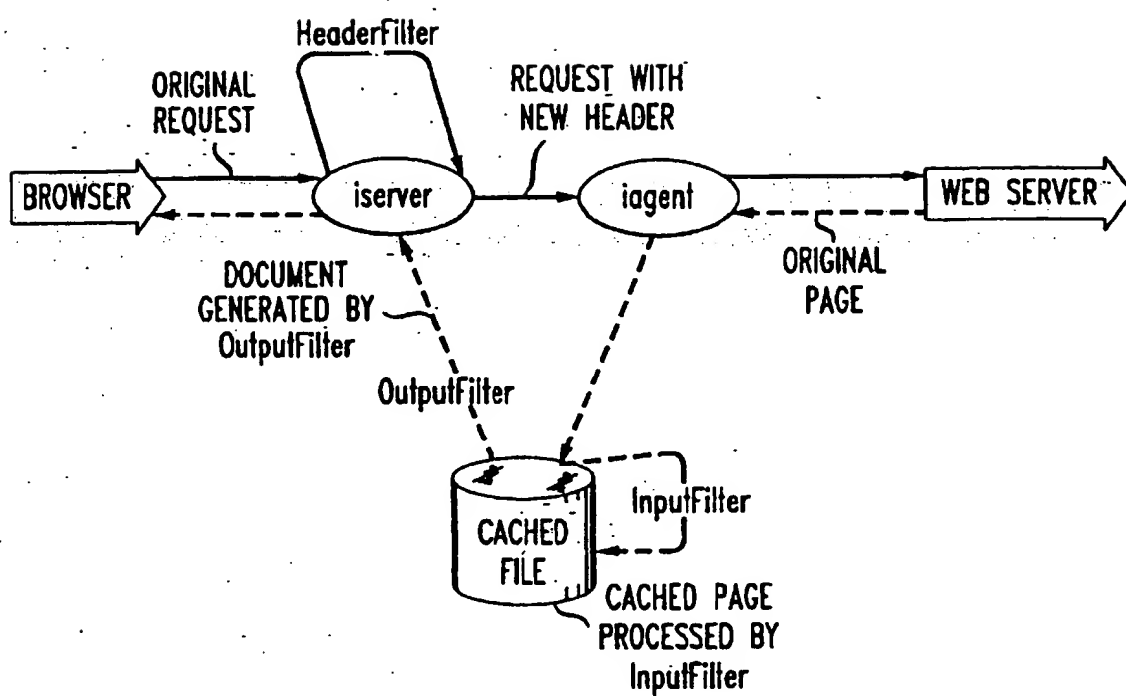 HeaderFilter
ORIGINAL
REQUEST
REQUEST WITH
NEW HEADER
BROWSER
iserver
iagent
WEB SERVER
DOCUMENT
GENERATED BY
OutputFilter
ORIGINAL
PAGE
OutputFilter
InputFilter
CACHED
FILE
CACHED PAGE
PROCESSED BY
InputFilter